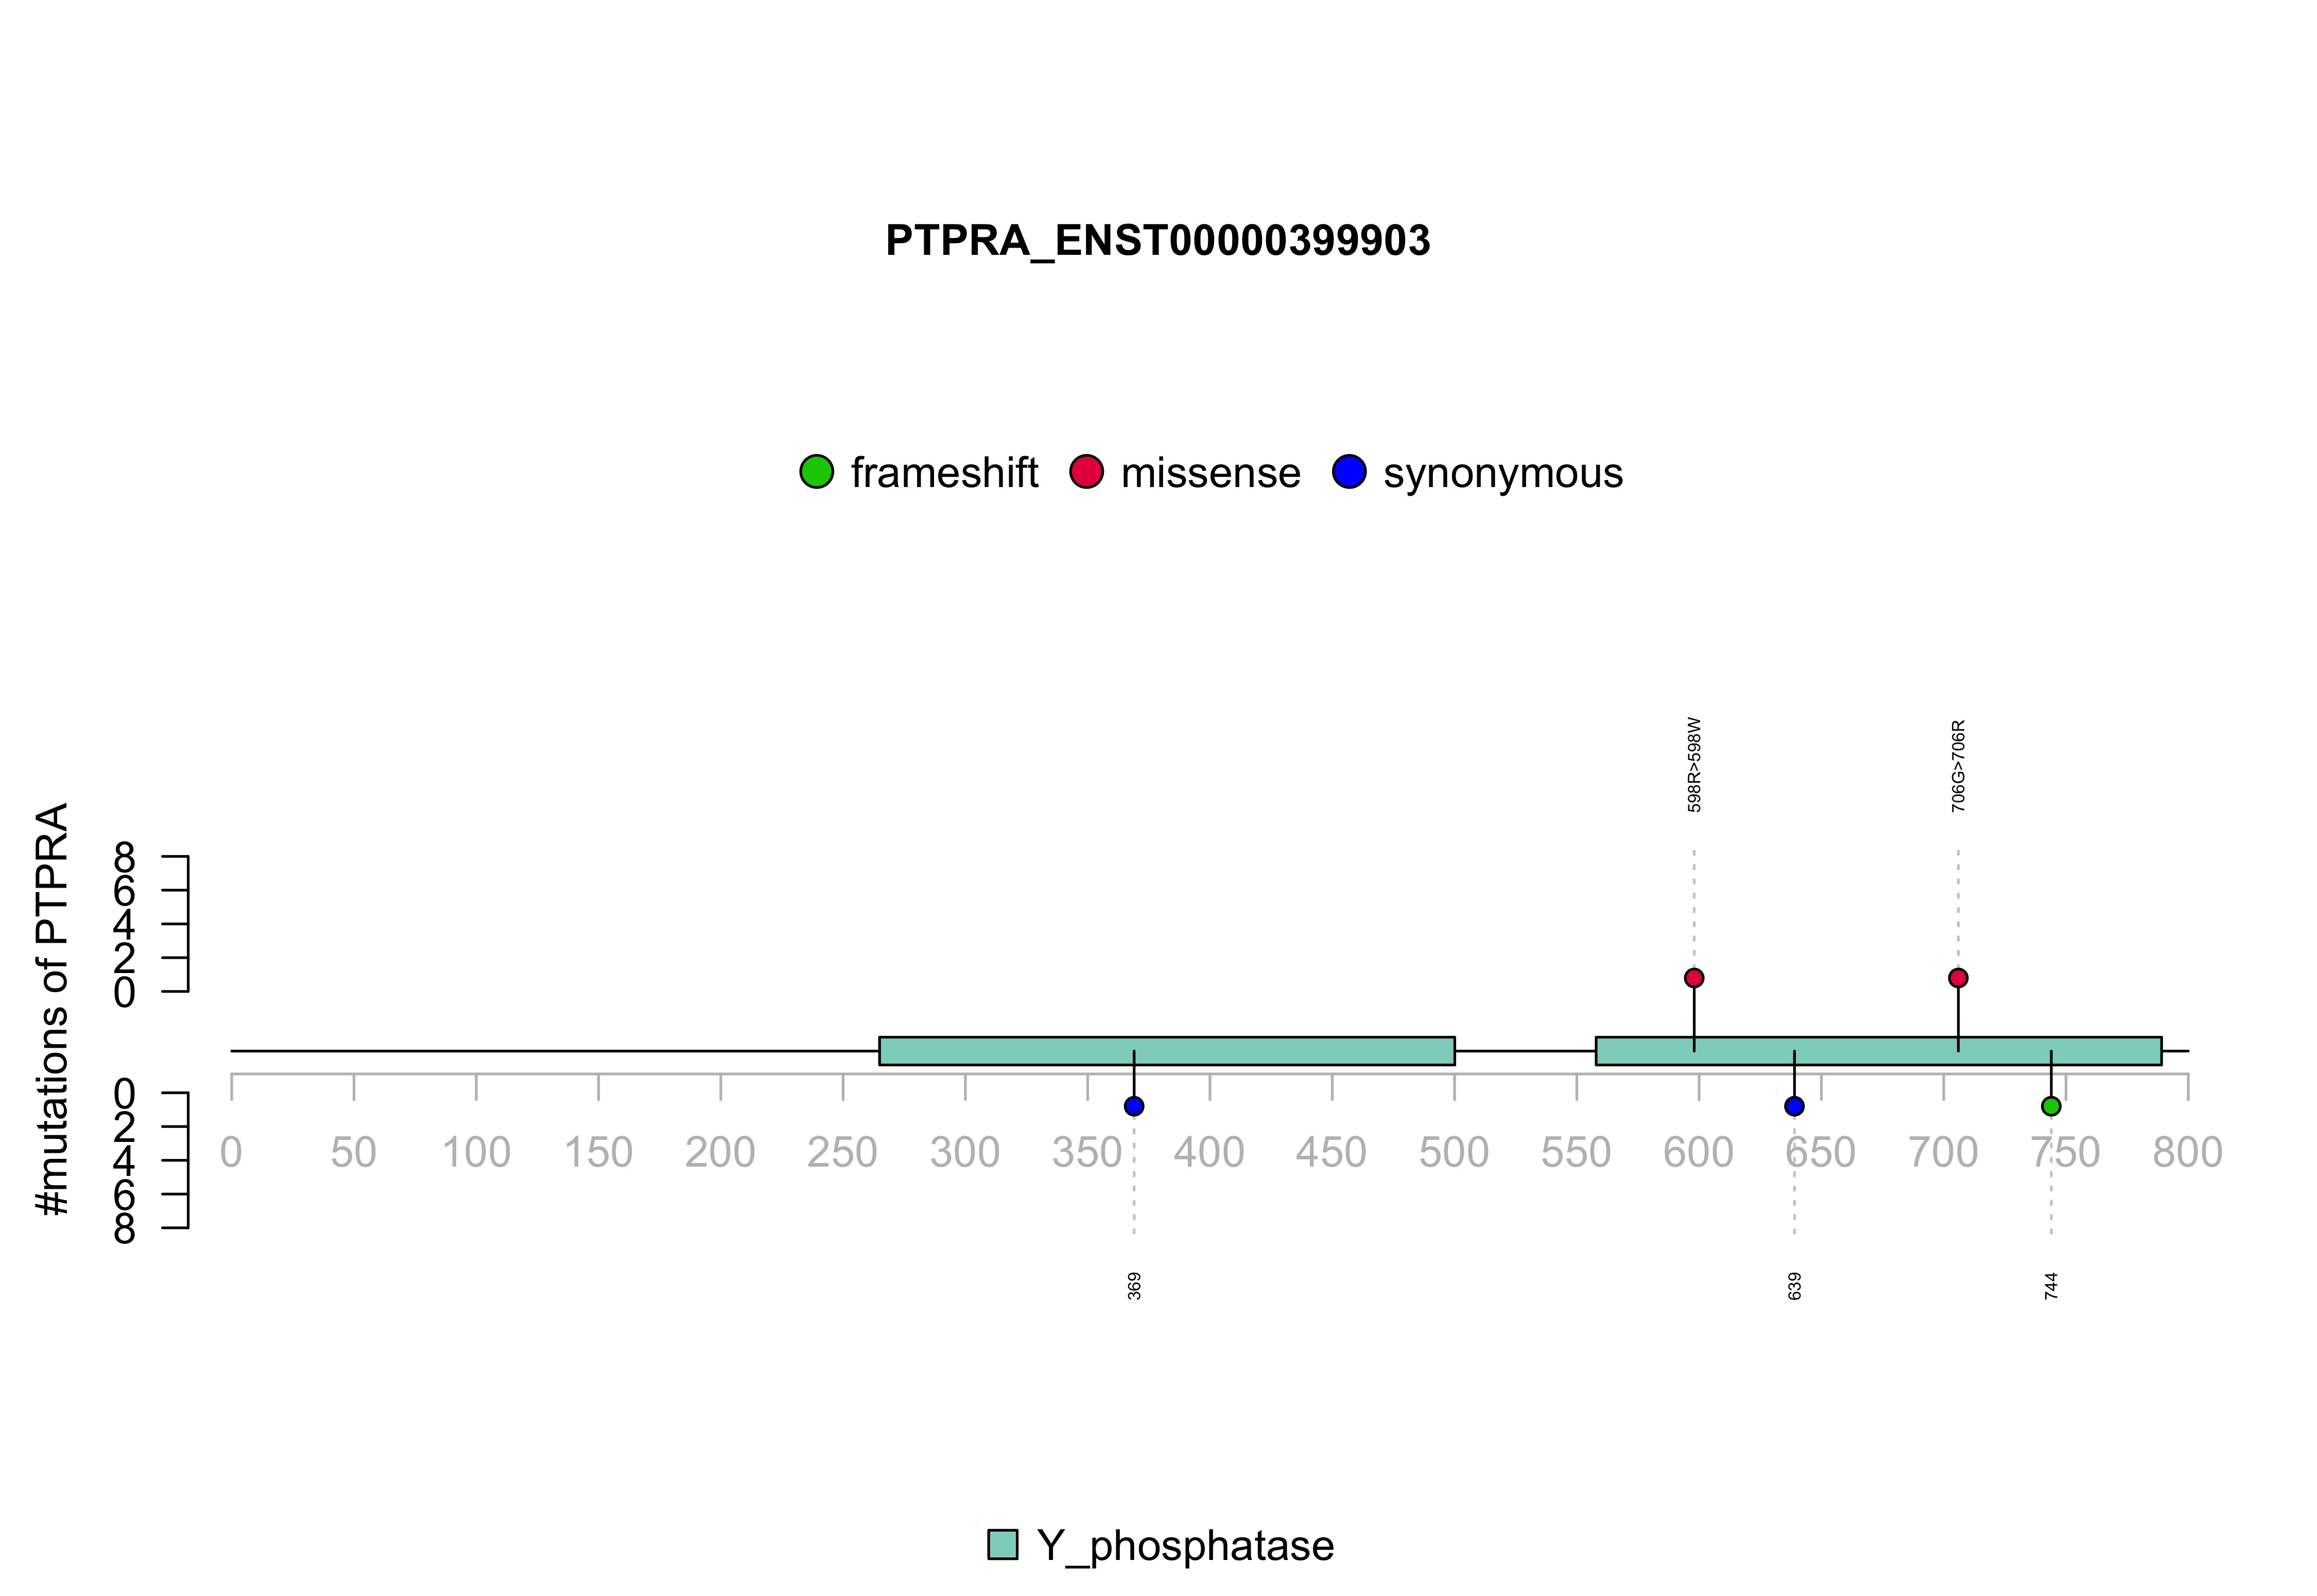 PTPRA_ENST00000399903
frameshift missense synonymous
598R>598W 706G>706R
#mutations of PTPRA
8
6
4
2
0
0
2
4
6
8
0 50 100 150 200 250 300 350 400 450 500 550 600 650 700 750 800
369 639 744
Y_phosphatase